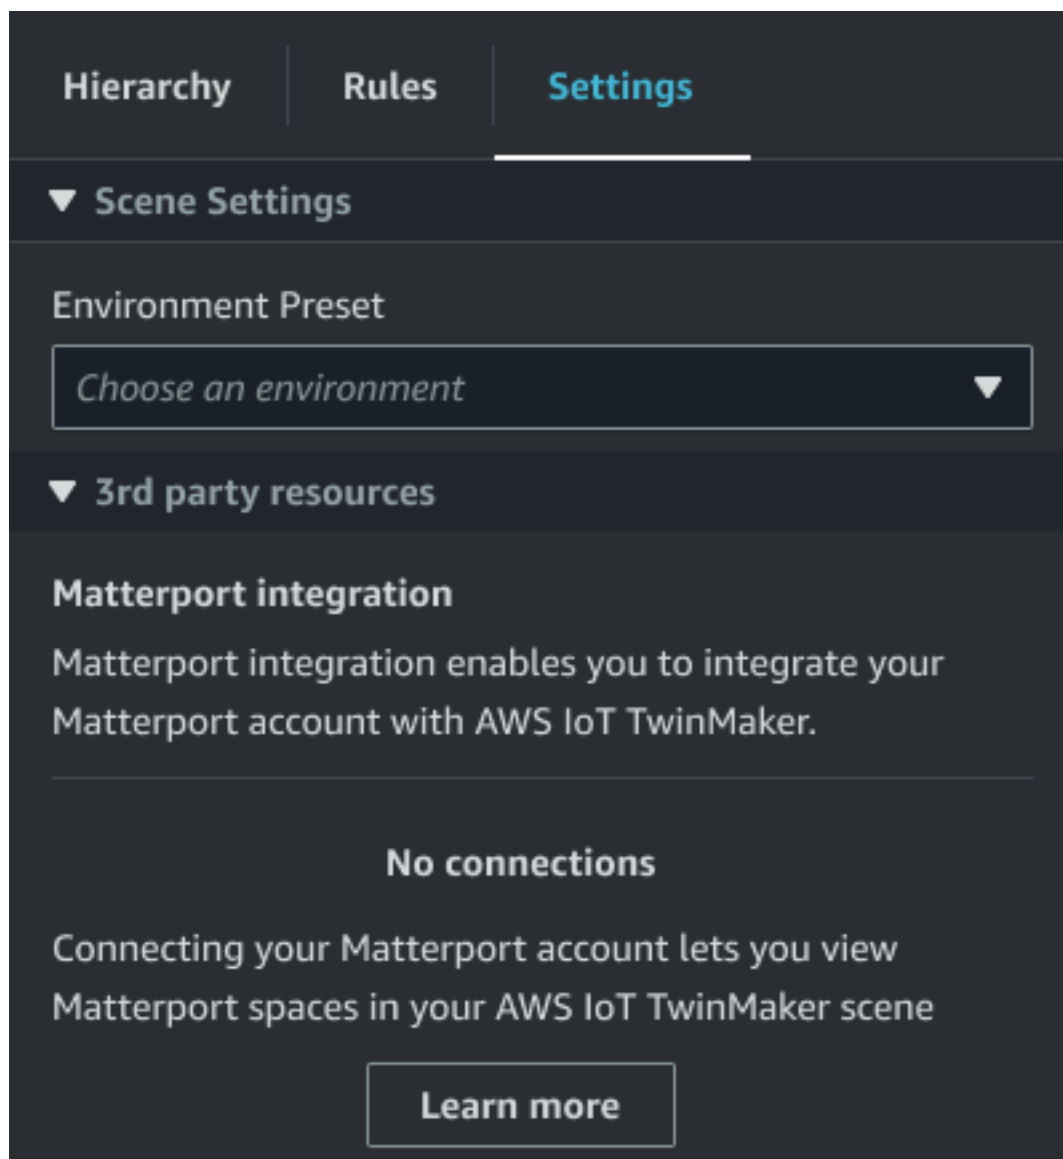 Hierarchy Rules Settings
Scene Settings
Environment Preset
Choose an environment
3rd party resources
Matterport integration
Matterport integration enables you to integrate your
Matterport account with AWS IoT TwinMaker.
No connections
Connecting your Matterport account lets you view
Matterport spaces in your AWS IoT TwinMaker scene
Learn more